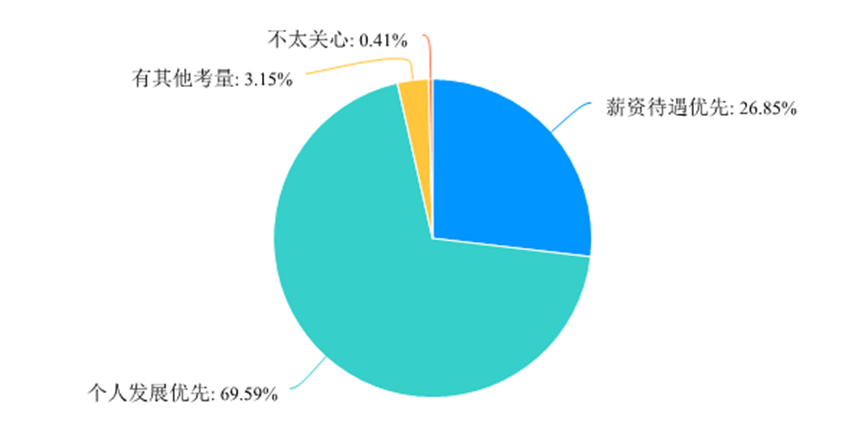 不太关心: 0.41%
有其他考量: 3.15%
薪资待遇优先: 26.85%
个人发展优先: 69.59%